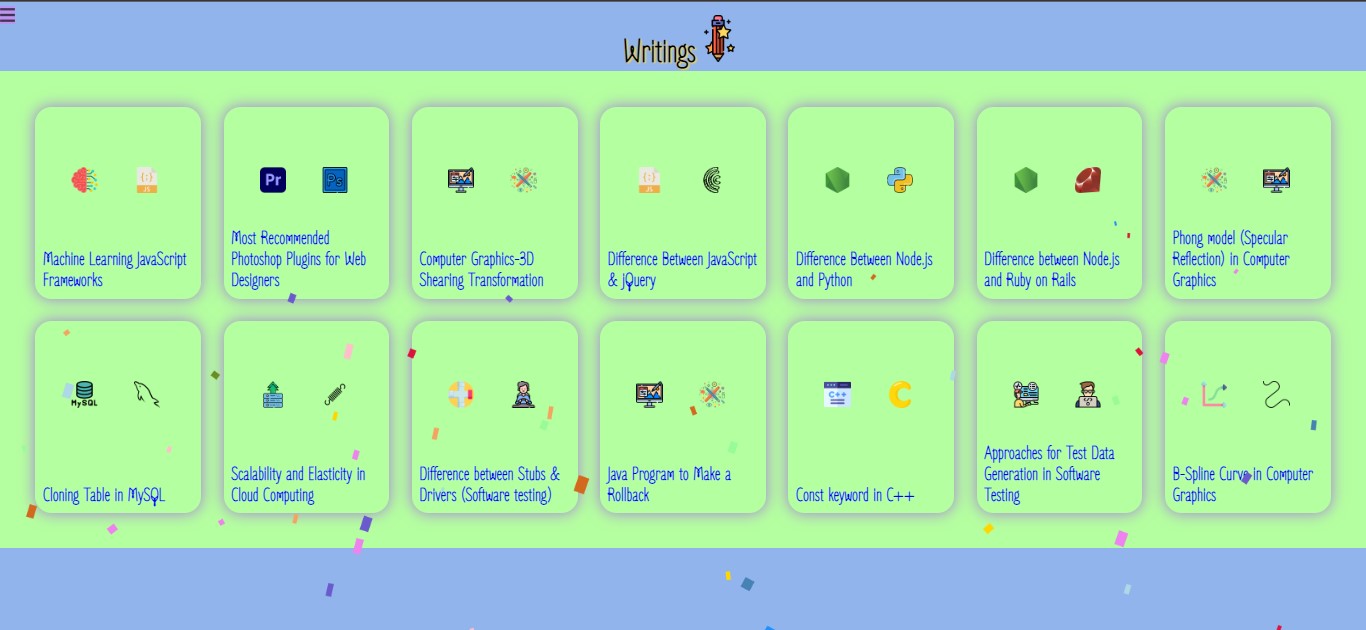 Writings
{:}
JS
Pr
Ps
{:}
JS
Machine Learning JavaScript
Frameworks
Most Recommended
Photoshop Plugins for Web
Designers
Computer Graphics-3D
Shearing Transformation
Difference Between JavaScript
& jQuery
Difference Between Node.js
and Python
Difference between Node.js
and Ruby on Rails
Phong model (Specular
Reflection) in Computer
Graphics
MySQL
C++
Cloning Table in MySQL
Scalability and Elasticity in
Cloud Computing
Difference between Stubs &
Drivers (Software testing)
Java Program to Make a
Rollback
Const keyword in C++
Approaches for Test Data
Generation in Software
Testing
B-Spline Curve in Computer
Graphics